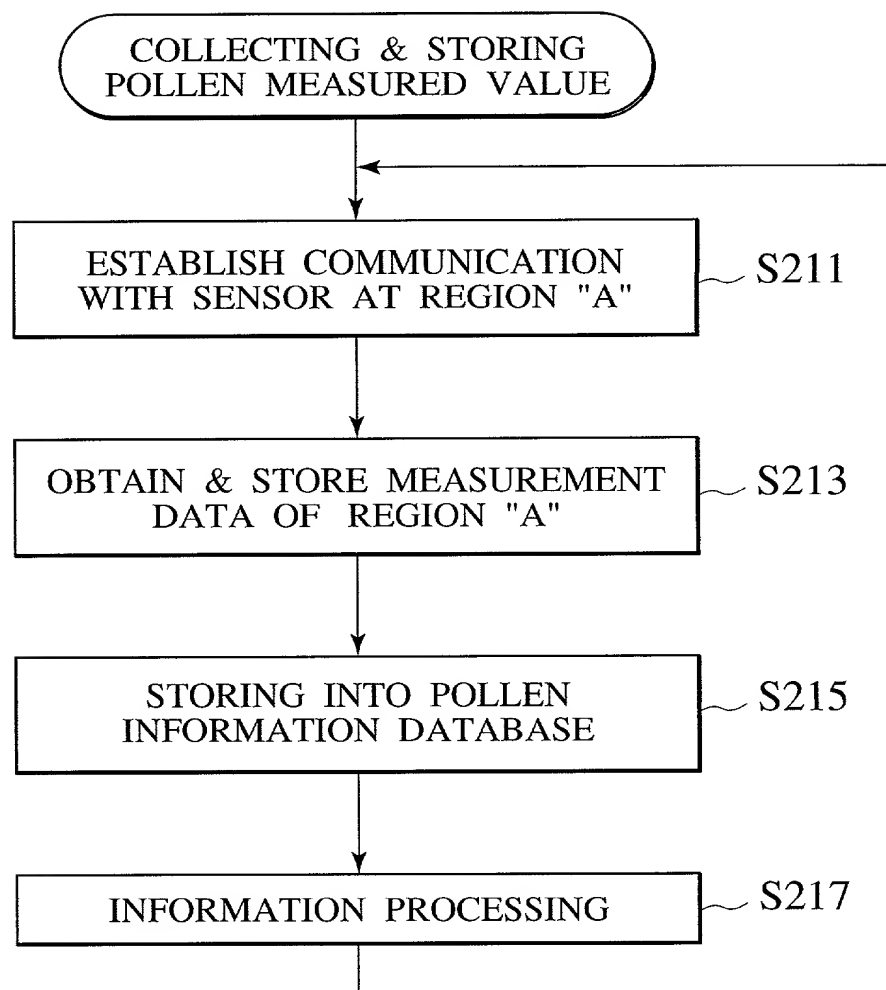 COLLECTING & STORING
POLLEN MEASURED VALUE
ESTABLISH COMMUNICATION
WITH SENSOR AT REGION "A"
S211
OBTAIN & STORE MEASUREMENT
DATA OF REGION "A"
S213
STORING INTO POLLEN
INFORMATION DATABASE
S215
INFORMATION PROCESSING
S217